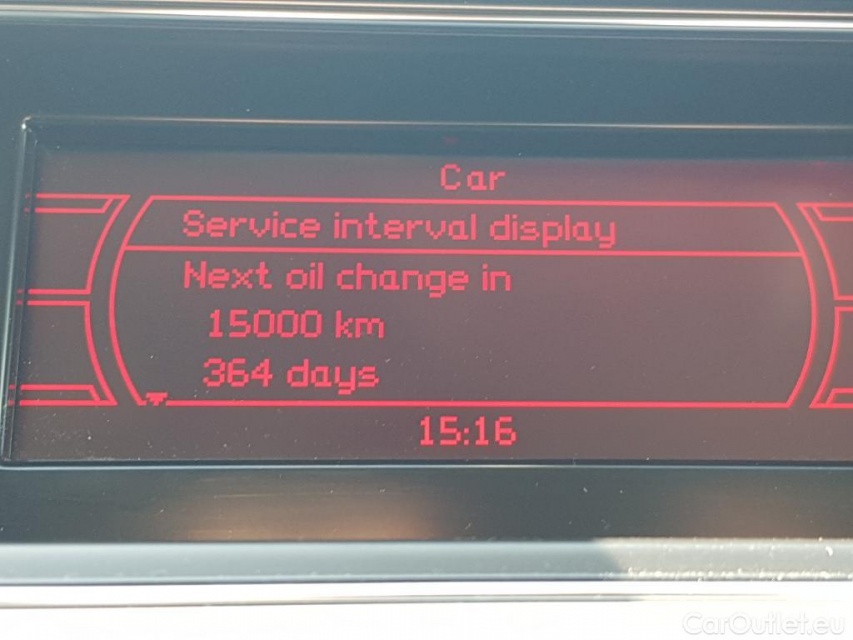 Car
Service interval display
Next oil change in
15000 km
364 days
15:16
CarOutlet.eu